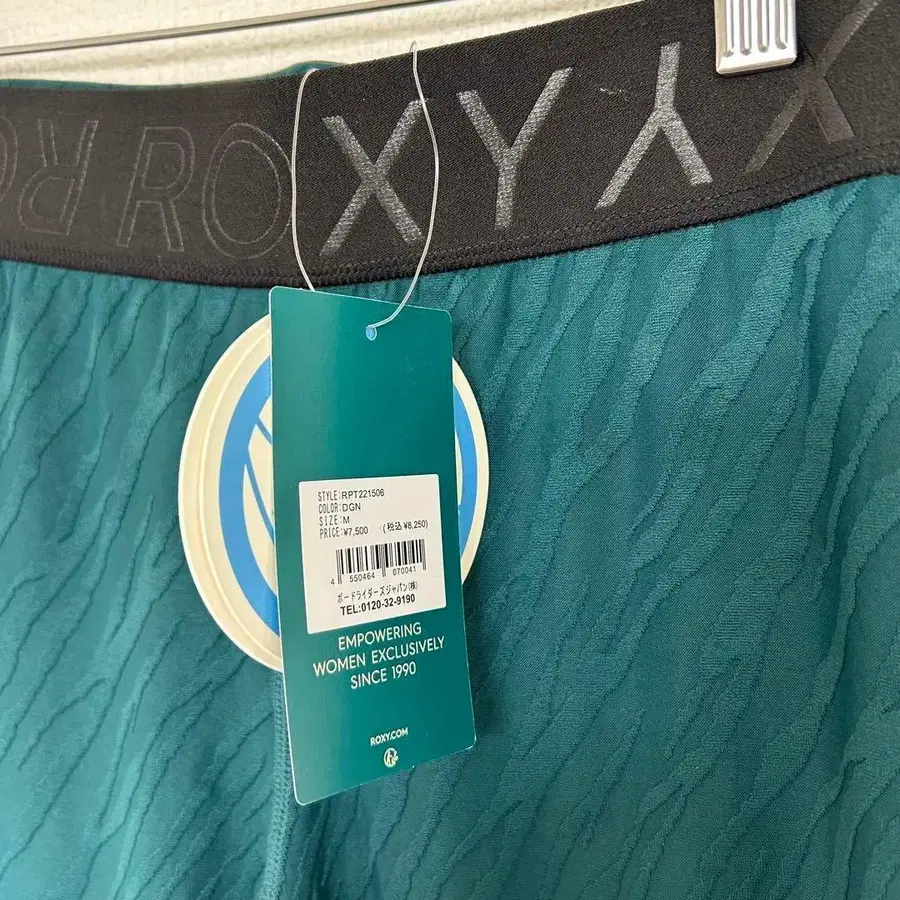 ROXY
STYLE:RPT221506
COLOR:DGN
SIZE:M
PRICE:¥7,500 (税込 ¥8,250)
4 550464 070041
ボードライダーズジャパン(株)
TEL:0120-32-9190
EMPOWERING
WOMEN EXCLUSIVELY
SINCE 1990
ROXY.COM